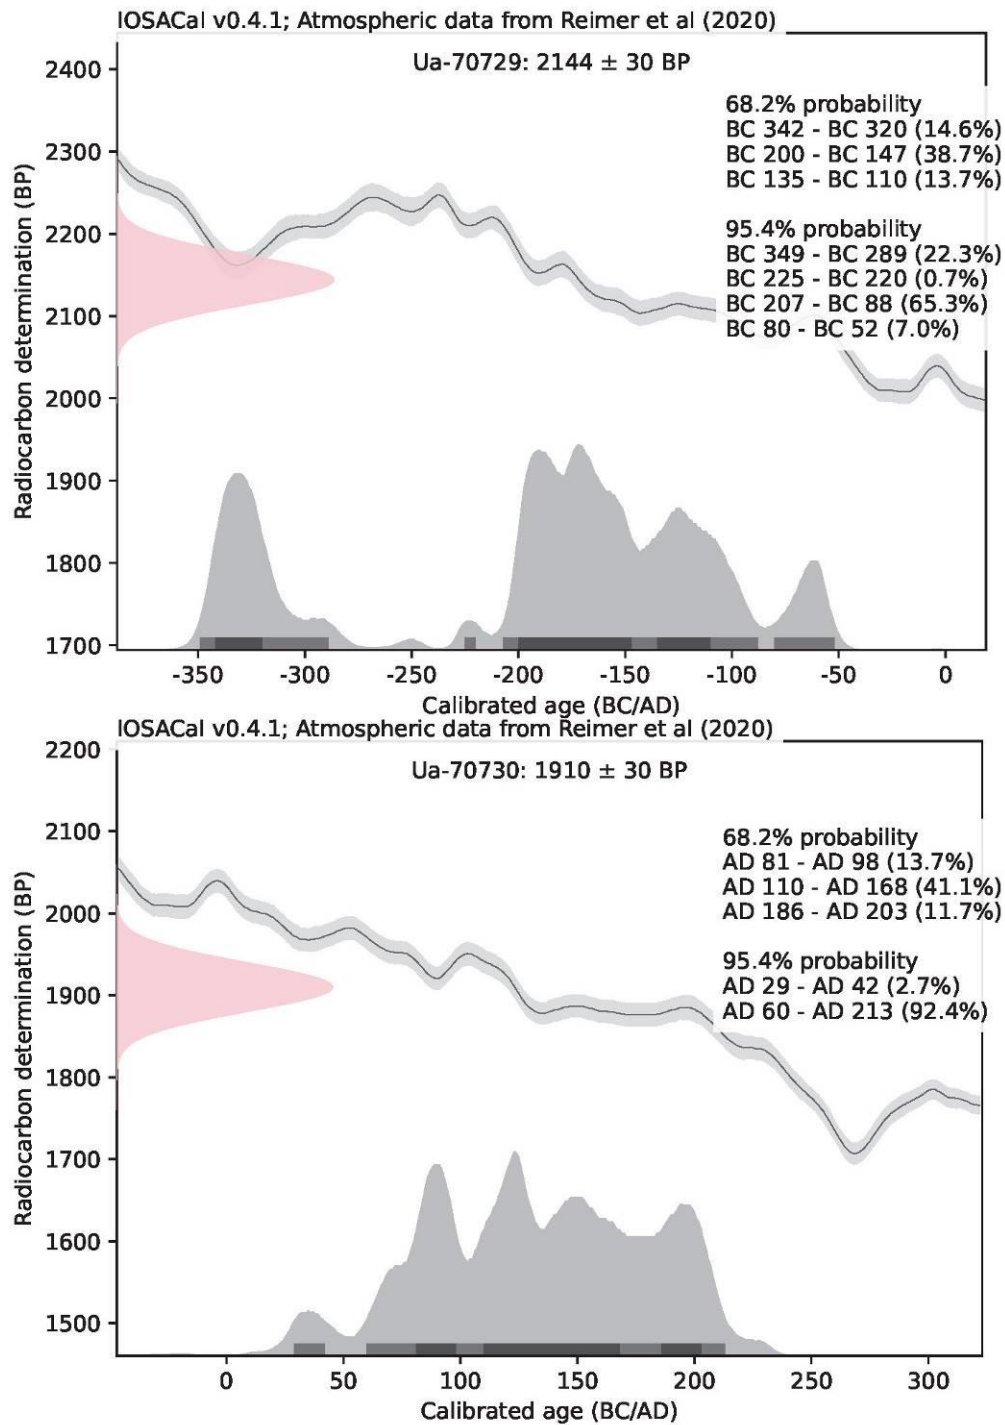 IOSACal v0.4.1; Atmospheric data from Reimer et al (2020)
Ua-70729: 2144 ± 30 BP
68.2% probability
BC 342 - BC 320 (14.6%)
BC 200 - BC 147 (38.7%)
BC 135 - BC 110 (13.7%)
95.4% probability
BC 349 - BC 289 (22.3%)
BC 225 - BC 220 (0.7%)
BC 207 - BC 88 (65.3%)
BC 80 - BC 52 (7.0%)
Radiocarbon determination (BP)
2400
2300
2200
2100
2000
1900
1800
1700
-350 -300 -250 -200 -150 -100 -50 0
Calibrated age (BC/AD)
IOSACal v0.4.1; Atmospheric data from Reimer et al (2020)
Ua-70730: 1910 ± 30 BP
68.2% probability
AD 81 - AD 98 (13.7%)
AD 110 - AD 168 (41.1%)
AD 186 - AD 203 (11.7%)
95.4% probability
AD 29 - AD 42 (2.7%)
AD 60 - AD 213 (92.4%)
Radiocarbon determination (BP)
2200
2100
2000
1900
1800
1700
1600
1500
0 50 100 150 200 250 300
Calibrated age (BC/AD)